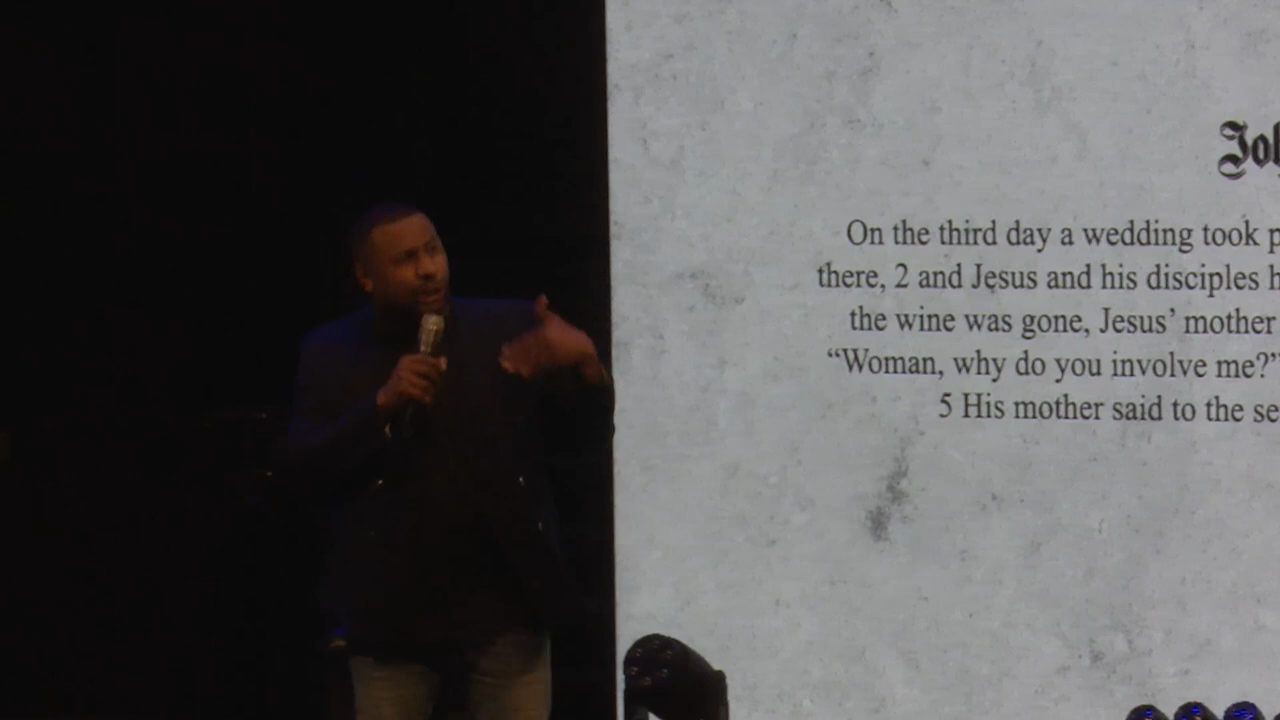 On the third day a wedding took
there, 2 and Jesus and his disciples
the wine was gone, Jesus’ mother
“Woman, why do you involve me?”
5 His mother said to the